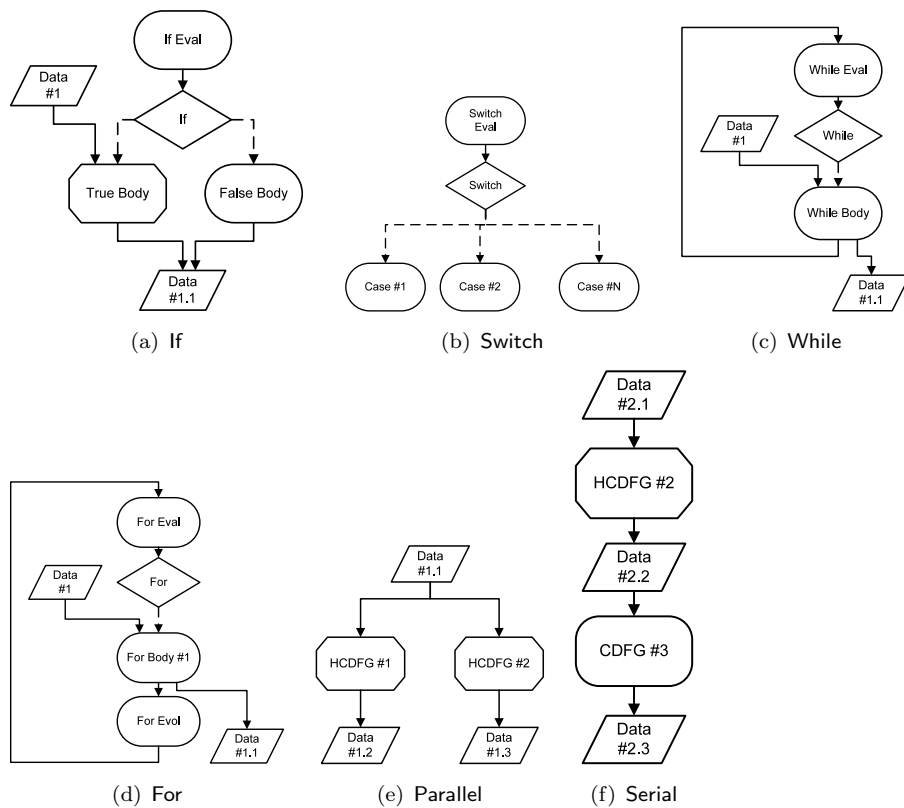 If Eval
Data
#1
If
True Body
False Body
Data
#1.1
(a) If
Switch
Eval
Switch
Case #1
Case #2
Case #N
(b) Switch
While Eval
Data
#1
While
While Body
Data
#1.1
(c) While
For Eval
Data
#1
For
For Body #1
For Evol
Data
#1.1
(d) For
Data
#1.1
HCDFG #1
HCDFG #2
Data
#1.2
Data
#1.3
(e) Parallel
Data
#2.1
HCDFG #2
Data
#2.2
CDFG #3
Data
#2.3
(f) Serial